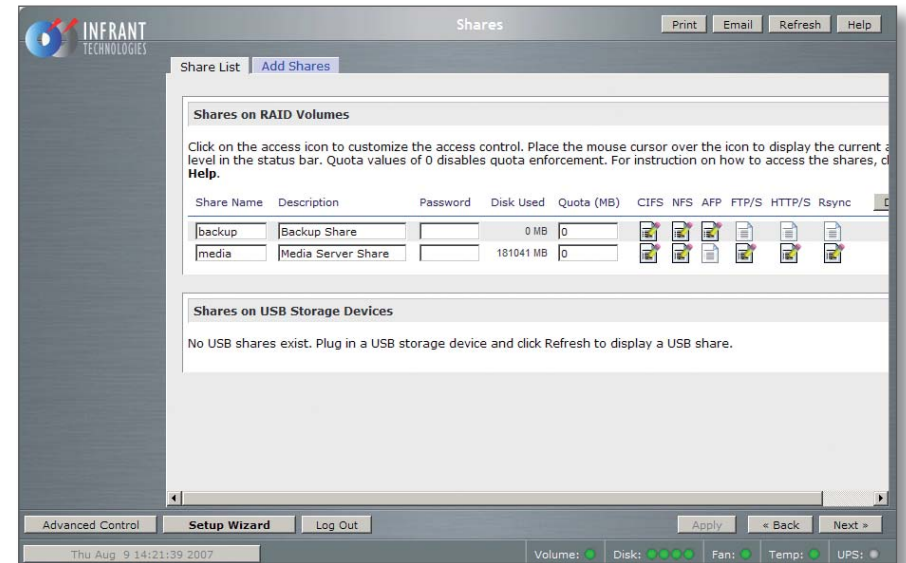 INFRANT
TECHNOLOGIES
Shares
Print Email Refresh Help
Share List Add Shares
Shares on RAID Volumes
Click on the access icon to customize the access control. Place the mouse cursor over the icon to display the current
level in the status bar. Quota values of 0 disables quota enforcement. For instruction on how to access the shares,
Help.
Share Name Description Password Disk Used Quota (MB) CIFS NFS AFP FTP/S HTTP/S Rsync
backup Backup Share 0 MB 0
media Media Server Share 181041 MB 0
Shares on USB Storage Devices
No USB shares exist. Plug in a USB storage device and click Refresh to display a USB share.
Advanced Control Setup Wizard Log Out Apply « Back Next »
Thu Aug 9 14:21:39 2007 Volume: Disk: Fan: Temp: UPS: